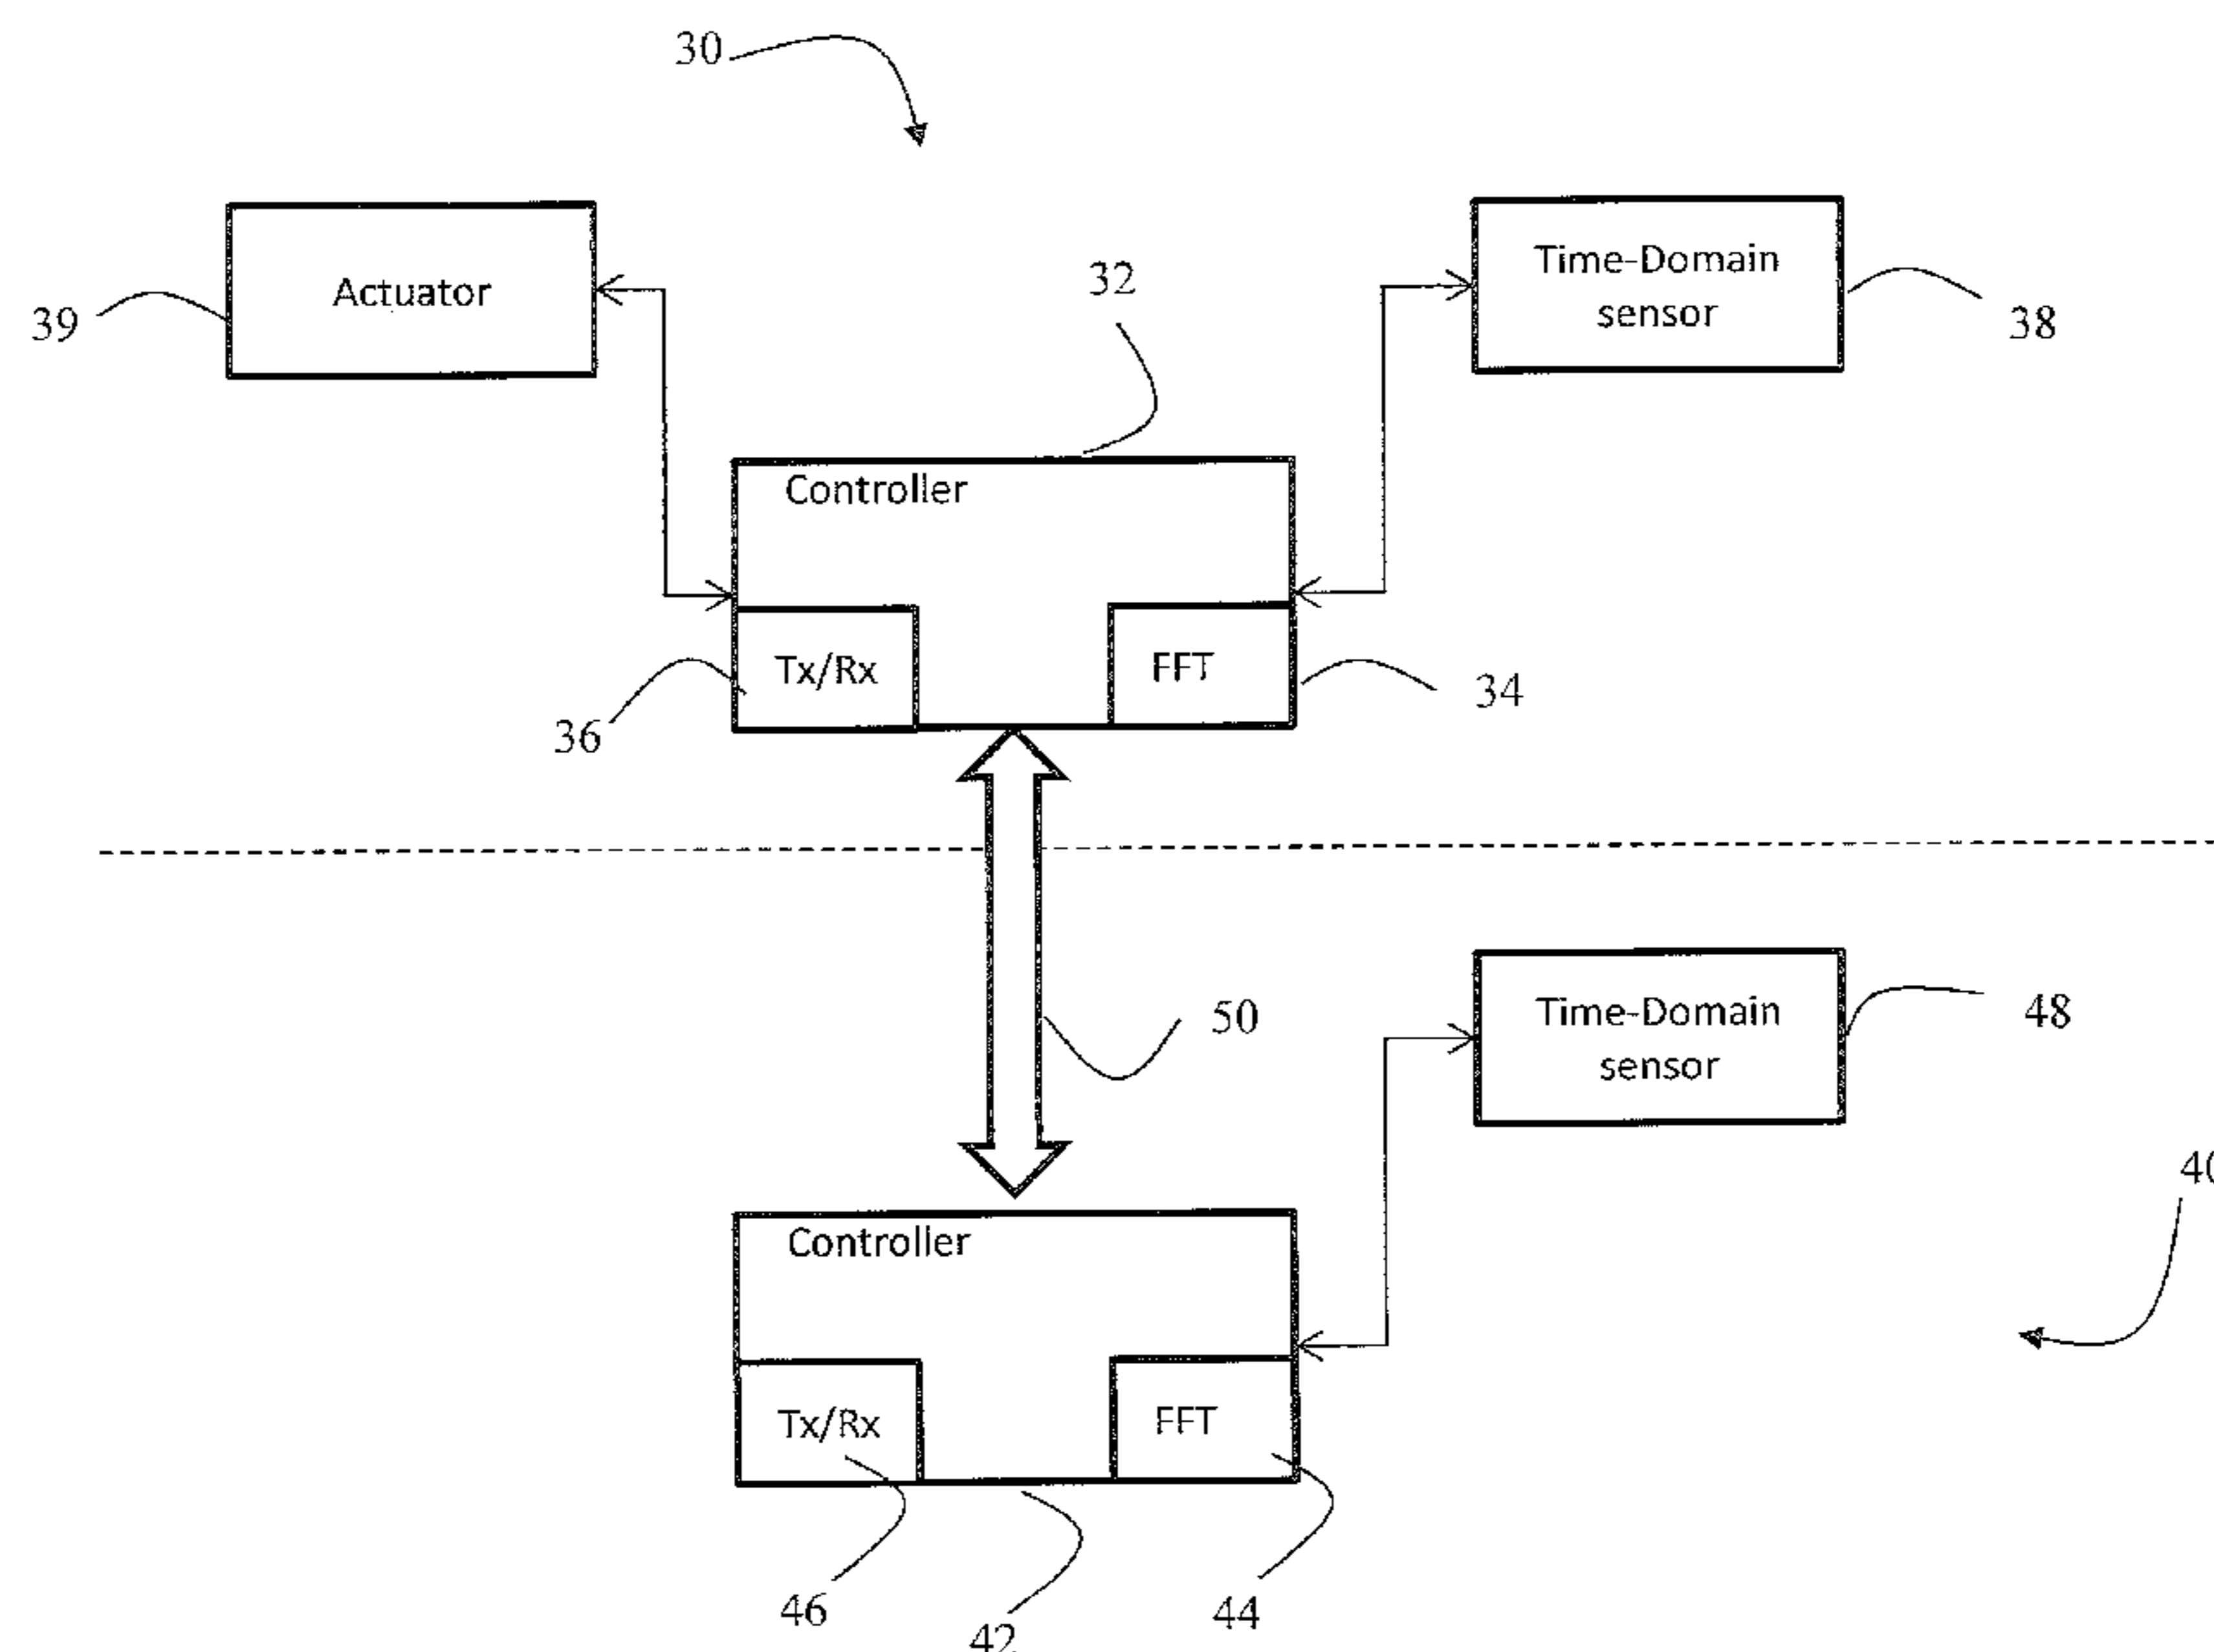 30
Actuator
39
32
Time-Domain
sensor
38
Controller
Tx/Rx
FFT
36
34
50
Time-Domain
sensor
48
40
Controller
Tx/Rx
FFT
46
42
44